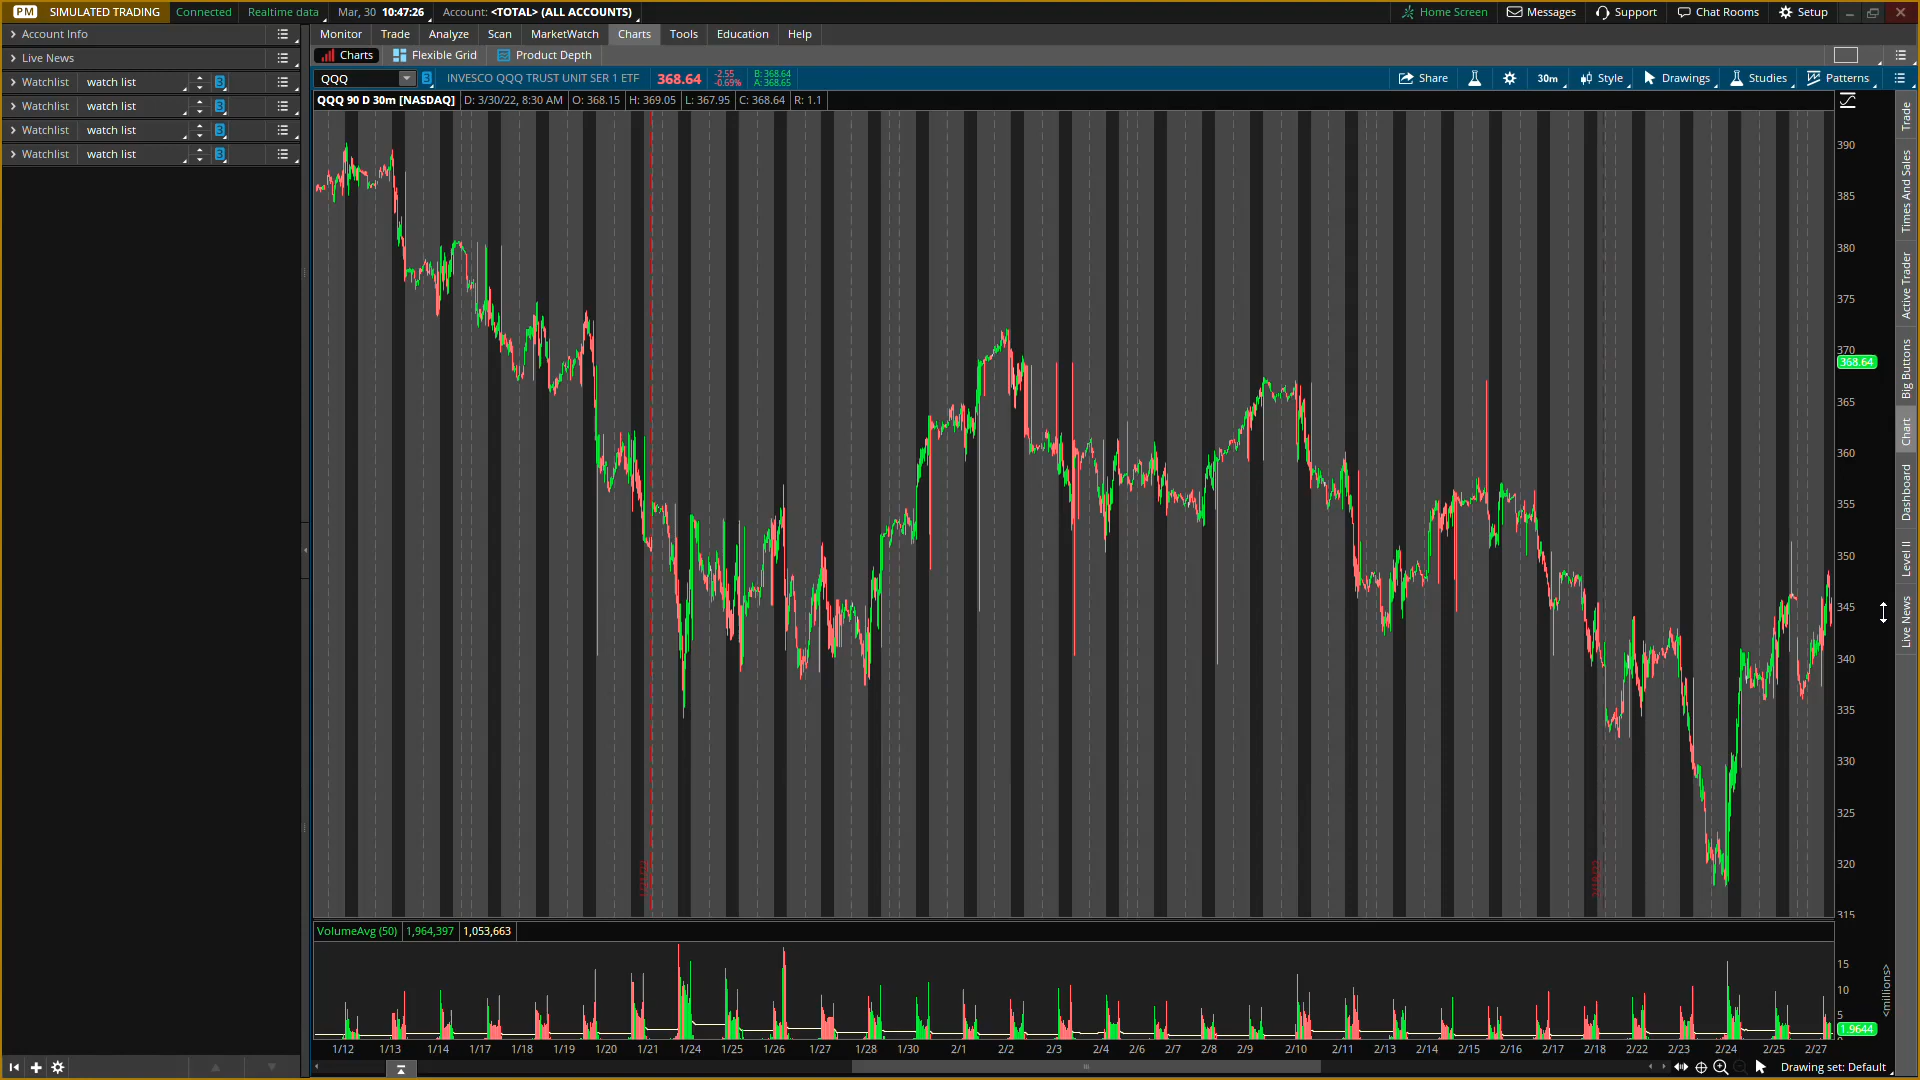 PM SIMULATED TRADING Connected Realtime data Mar, 30 10:47:26 Account: <TOTAL> (ALL ACCOUNTS) Home Screen Messages Support Chat Rooms Setup
Account Info
Live News
Watchlist watch list 3
Watchlist watch list 3
Watchlist watch list 3
Watchlist watch list 3
Monitor Trade Analyze Scan MarketWatch Charts Tools Education Help
Charts Flexible Grid Product Depth
QQQ 3 INVESCO QQQ TRUST UNIT SER 1 ETF 368.64 -2.55 -0.69% B: 368.64 A: 368.65 Share 30m Style Drawings Studies Patterns
QQQ 90 D 30m [NASDAQ] D: 3/30/22, 8:30 AM O: 368.15 H: 369.05 L: 367.95 C: 368.64 R: 1.1
390
385
380
375
370
368.64
365
360
355
350
345
340
335
330
325
320
315
VolumeAvg (50) 1,964,397 1,053,663
15
10
5
1.9644
<millions>
1/12 1/13 1/14 1/17 1/18 1/19 1/20 1/21 1/24 1/25 1/26 1/27 1/28 1/30 2/1 2/2 2/3 2/4 2/6 2/7 2/8 2/9 2/10 2/11 2/13 2/14 2/15 2/16 2/17 2/18 2/22 2/23 2/24 2/25 2/27
Drawing set: Default
Trade
Times And Sales
Active Trader
Big Buttons
Chart
Dashboard
Level II
Live News